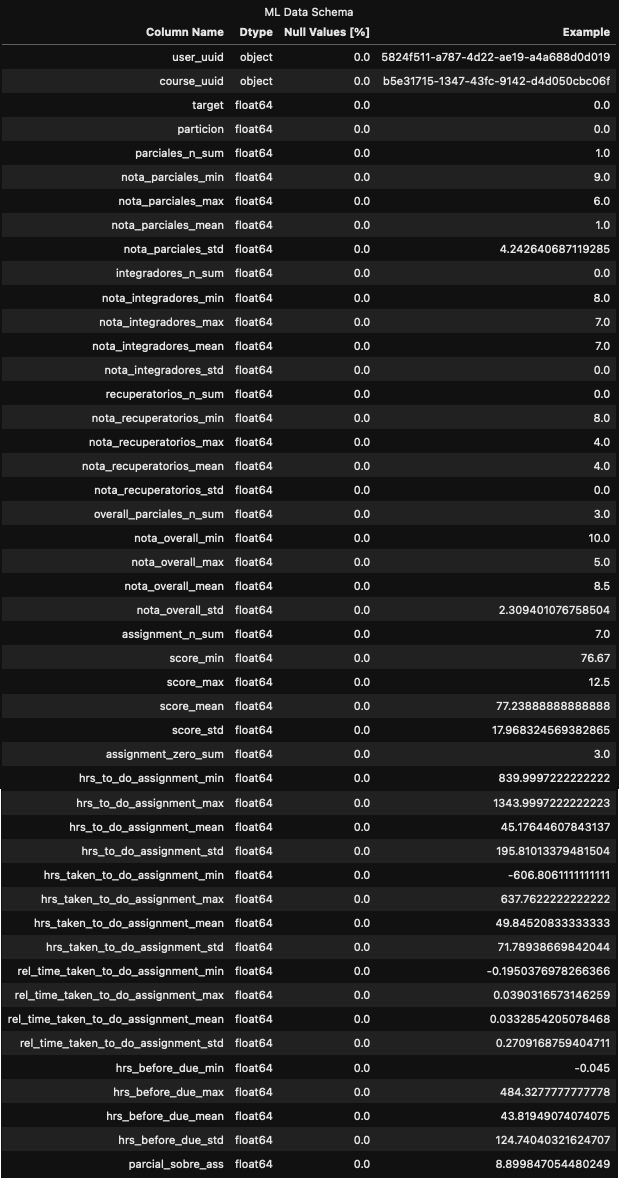 ML Data Schema
Column Name Dtype Null Values [%] Example
user_uuid object 0.0 5824f511-a787-4d22-ae19-a4a688d0d019
course_uuid object 0.0 b5e31715-1347-43fc-9142-d4d050cbc06f
target float64 0.0 0.0
particion float64 0.0 0.0
parciales_n_sum float64 0.0 1.0
nota_parciales_min float64 0.0 9.0
nota_parciales_max float64 0.0 6.0
nota_parciales_mean float64 0.0 1.0
nota_parciales_std float64 0.0 4.242640687119285
integradores_n_sum float64 0.0 0.0
nota_integradores_min float64 0.0 8.0
nota_integradores_max float64 0.0 7.0
nota_integradores_mean float64 0.0 7.0
nota_integradores_std float64 0.0 0.0
recuperatorios_n_sum float64 0.0 0.0
nota_recuperatorios_min float64 0.0 8.0
nota_recuperatorios_max float64 0.0 4.0
nota_recuperatorios_mean float64 0.0 4.0
nota_recuperatorios_std float64 0.0 0.0
overall_parciales_n_sum float64 0.0 3.0
nota_overall_min float64 0.0 10.0
nota_overall_max float64 0.0 5.0
nota_overall_mean float64 0.0 8.5
nota_overall_std float64 0.0 2.309401076758504
assignment_n_sum float64 0.0 7.0
score_min float64 0.0 76.67
score_max float64 0.0 12.5
score_mean float64 0.0 77.23888888888888
score_std float64 0.0 17.968324569382865
assignment_zero_sum float64 0.0 3.0
hrs_to_do_assignment_min float64 0.0 839.9997222222222
hrs_to_do_assignment_max float64 0.0 1343.9997222222223
hrs_to_do_assignment_mean float64 0.0 45.17644607843137
hrs_to_do_assignment_std float64 0.0 195.81013379481504
hrs_taken_to_do_assignment_min float64 0.0 -606.8061111111111
hrs_taken_to_do_assignment_max float64 0.0 637.7622222222222
hrs_taken_to_do_assignment_mean float64 0.0 49.84520833333333
hrs_taken_to_do_assignment_std float64 0.0 71.78938669842044
rel_time_taken_to_do_assignment_min float64 0.0 -0.1950376978266366
rel_time_taken_to_do_assignment_max float64 0.0 0.0390316573146259
rel_time_taken_to_do_assignment_mean float64 0.0 0.0332854205078468
rel_time_taken_to_do_assignment_std float64 0.0 0.2709168759404711
hrs_before_due_min float64 0.0 -0.045
hrs_before_due_max float64 0.0 484.3277777777778
hrs_before_due_mean float64 0.0 43.81949074074075
hrs_before_due_std float64 0.0 124.74040321624707
parcial_sobre_ass float64 0.0 8.899847054480249